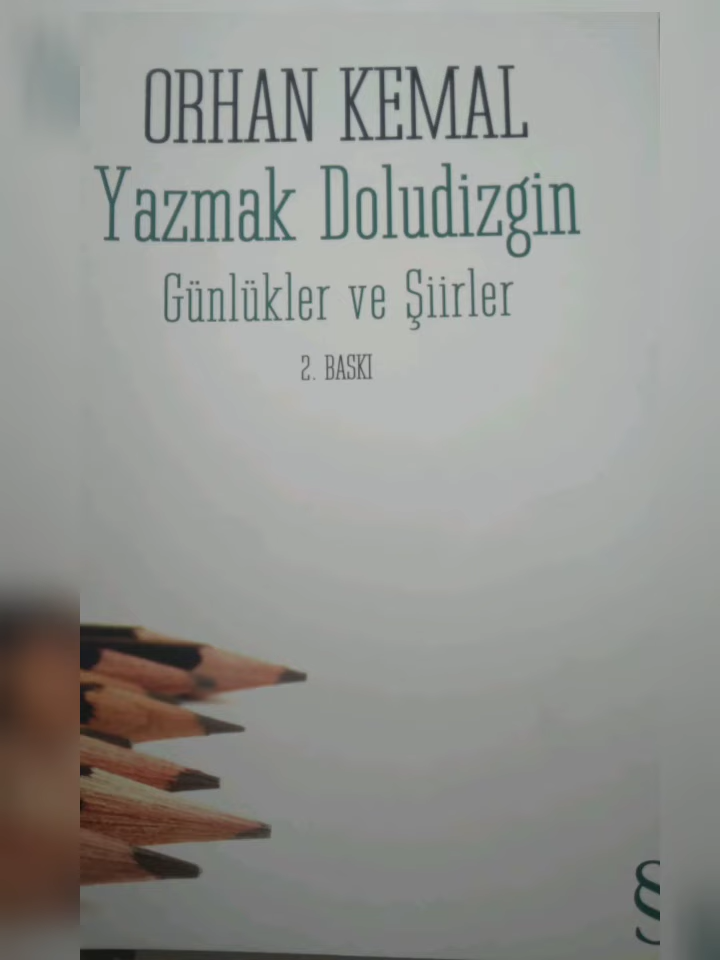 ORHAN KEMAL
Yazmak Doludizgin
Günlükler ve Şiirler
2. BASKI